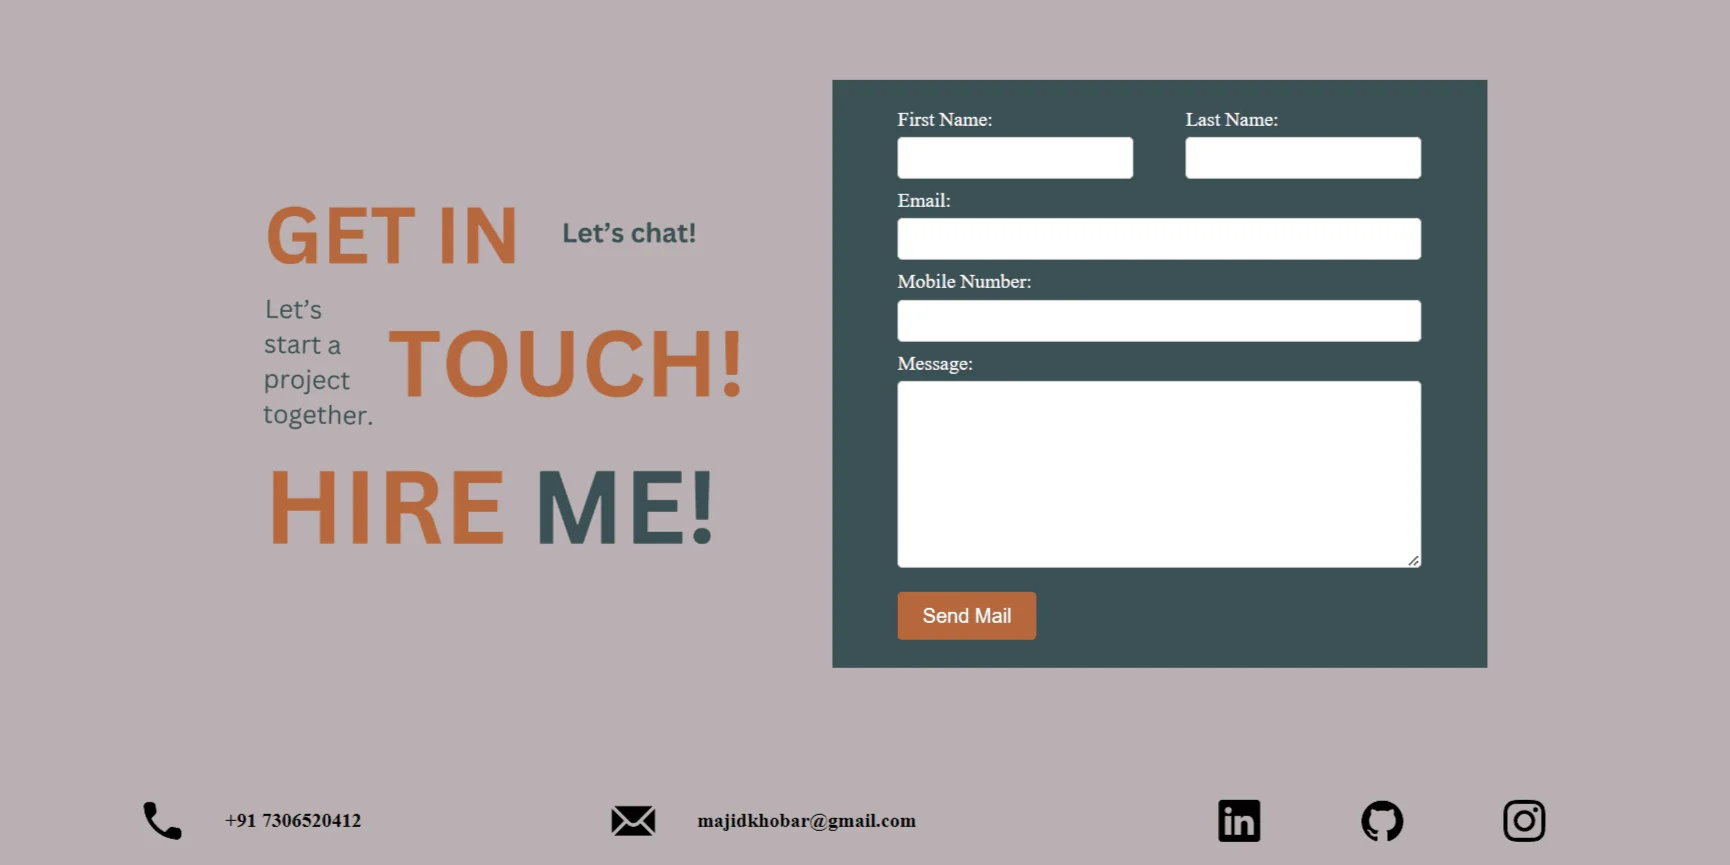 GET IN
Let’s chat!
Let’s
start a
project
together.
TOUCH!
HIRE ME!
First Name:
Last Name:
Email:
Mobile Number:
Message:
Send Mail
+91 7306520412
majidkhobar@gmail.com
in